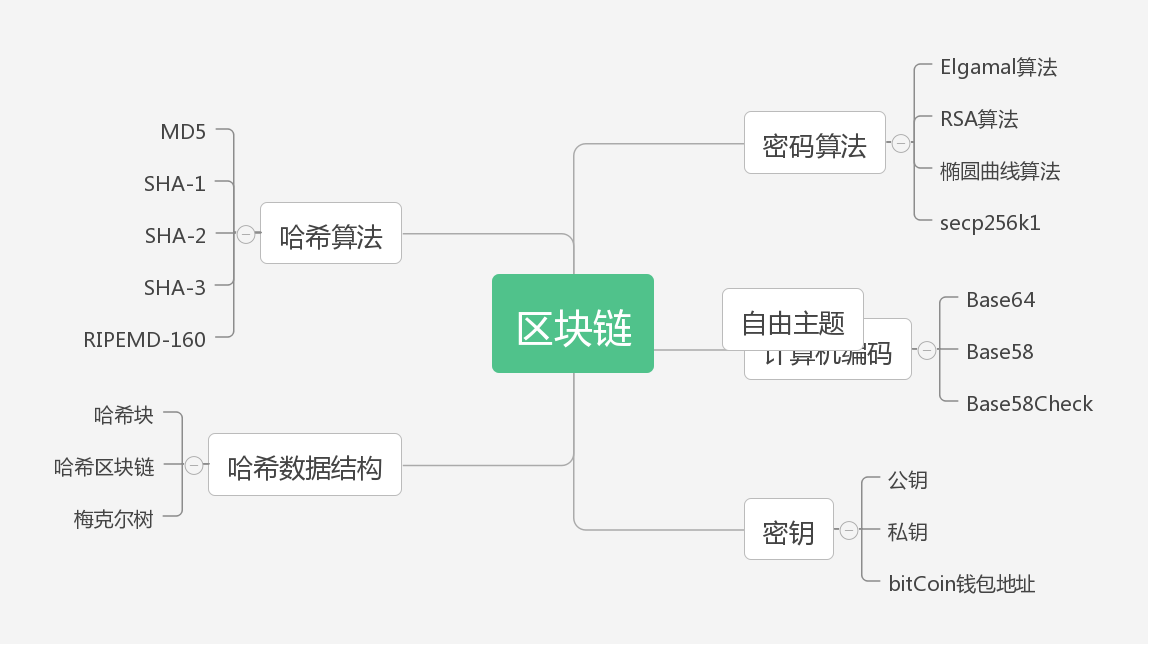 区块链
密码算法
Elgamal算法
RSA算法
椭圆曲线算法
secp256k1
自由主题
计算机编码
Base64
Base58
Base58Check
密钥
公钥
私钥
bitCoin钱包地址
哈希算法
MD5
SHA-1
SHA-2
SHA-3
RIPEMD-160
哈希数据结构
哈希块
哈希区块链
梅克尔树